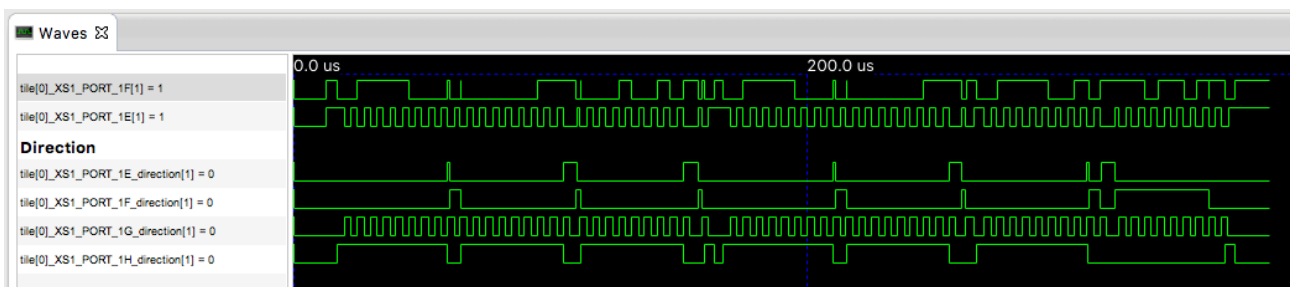 Waves
0.0 us 200.0 us
tile[0]_XS1_PORT_1F[1] = 1
tile[0]_XS1_PORT_1E[1] = 1
Direction
tile[0]_XS1_PORT_1E_direction[1] = 0
tile[0]_XS1_PORT_1F_direction[1] = 0
tile[0]_XS1_PORT_1G_direction[1] = 0
tile[0]_XS1_PORT_1H_direction[1] = 0